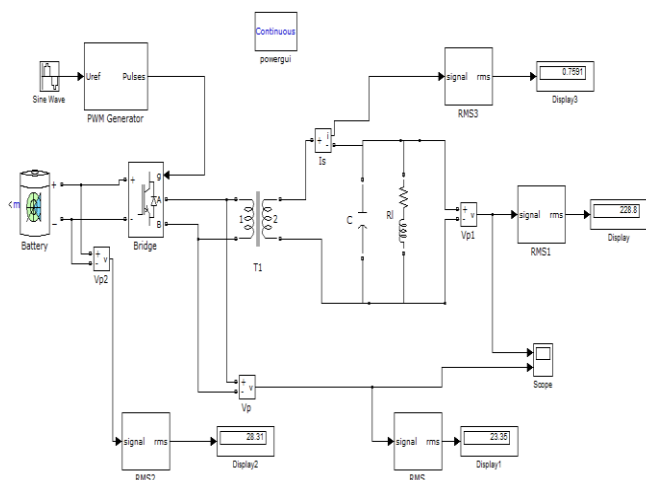 Continuous
powergui
Uref Pulses
Sine Wave
PWM Generator
signal rms
RMS3
0.7591
Display3
i
+
-
Is
<m
+
-
Battery
+
-
g
A
B
Bridge
1 2
T1
C
Rl
+
-
v
Vp1
signal rms
RMS1
228.8
Display
+
-
v
Vp2
Scope
+
-
v
Vp
signal rms
RMS2
28.31
Display2
signal rms
RMS
23.35
Display1